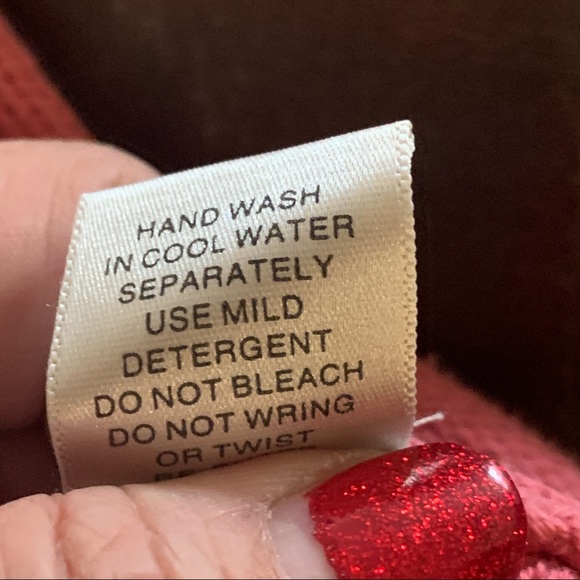 HAND WASH
IN COOL WATER
SEPARATELY
USE MILD
DETERGENT
DO NOT BLEACH
DO NOT WRING
OR TWIST